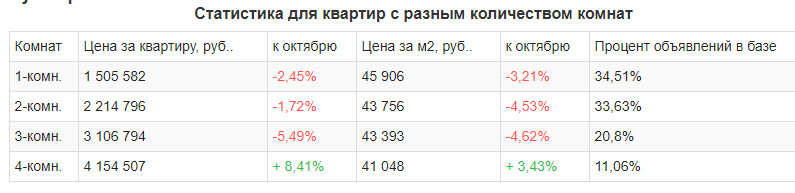 Статистика для квартир с разным количеством комнат
Комнат Цена за квартиру, руб.. к октябрю Цена за м2, руб.. к октябрю Процент объявлений в базе
1-комн. 1 505 582 -2,45% 45 906 -3,21% 34,51%
2-комн. 2 214 796 -1,72% 43 756 -4,53% 33,63%
3-комн. 3 106 794 -5,49% 43 393 -4,62% 20,8%
4-комн. 4 154 507 + 8,41% 41 048 + 3,43% 11,06%